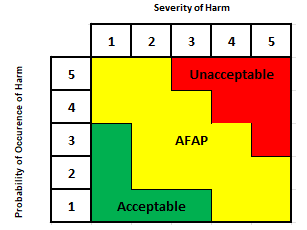 Severity of Harm
1 2 3 4 5
Probability of Occurence of Harm
5 Unacceptable
4
3 AFAP
2
1 Acceptable